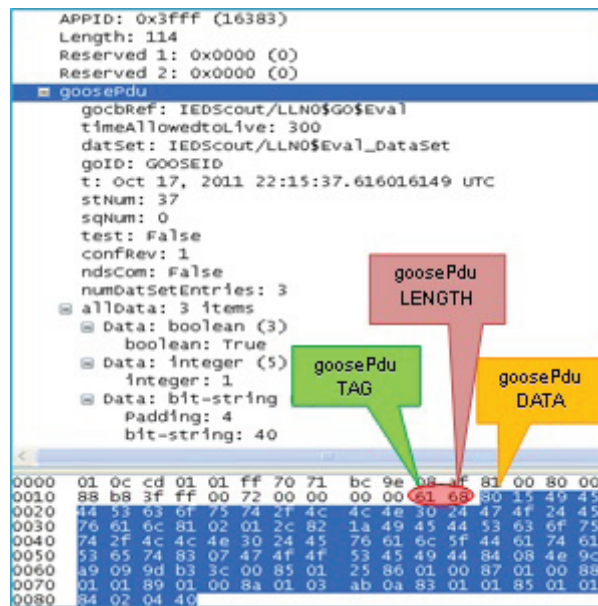 APPID: 0x3fff (16383)
Length: 114
Reserved 1: 0x0000 (0)
Reserved 2: 0x0000 (0)
goosePdu
gocbRef: IEDScout/LLN0$GO$Eval
timeAllowedtoLive: 300
datSet: IEDScout/LLN0$Eval_DataSet
goID: GOOSEID
t: Oct 17, 2011 22:15:37.616016149 UTC
stNum: 37
sqNum: 0
test: False
confRev: 1
ndsCom: False
numDatSetEntries: 3
allData: 3 items
Data: boolean (3)
boolean: True
Data: integer (5)
integer: 1
Data: bit-string
Padding: 4
bit-string: 40
goosePdu
LENGTH
goosePdu
TAG
goosePdu
DATA
0000 01 0c cd 01 01 ff 70 71 bc 9e 08 af 81 00 80 00
0010 88 b8 3f ff 00 72 00 00 00 00 61 68 80 15 49 45
0020 44 53 63 6f 75 74 2f 4c 4c 4e 30 24 47 4f 24 45
0030 76 61 6c 81 02 01 2c 82 1a 49 45 44 53 63 6f 75
0040 74 2f 4c 4c 4e 30 24 45 76 61 6c 5f 44 61 74 61
0050 53 65 74 83 07 47 4f 4f 53 45 49 44 84 08 4e 9c
0060 a9 09 9d b3 3c 00 85 01 25 86 01 00 87 01 00 88
0070 01 01 89 01 00 8a 01 03 ab 0a 83 01 01 85 01 01
0080 84 02 04 40